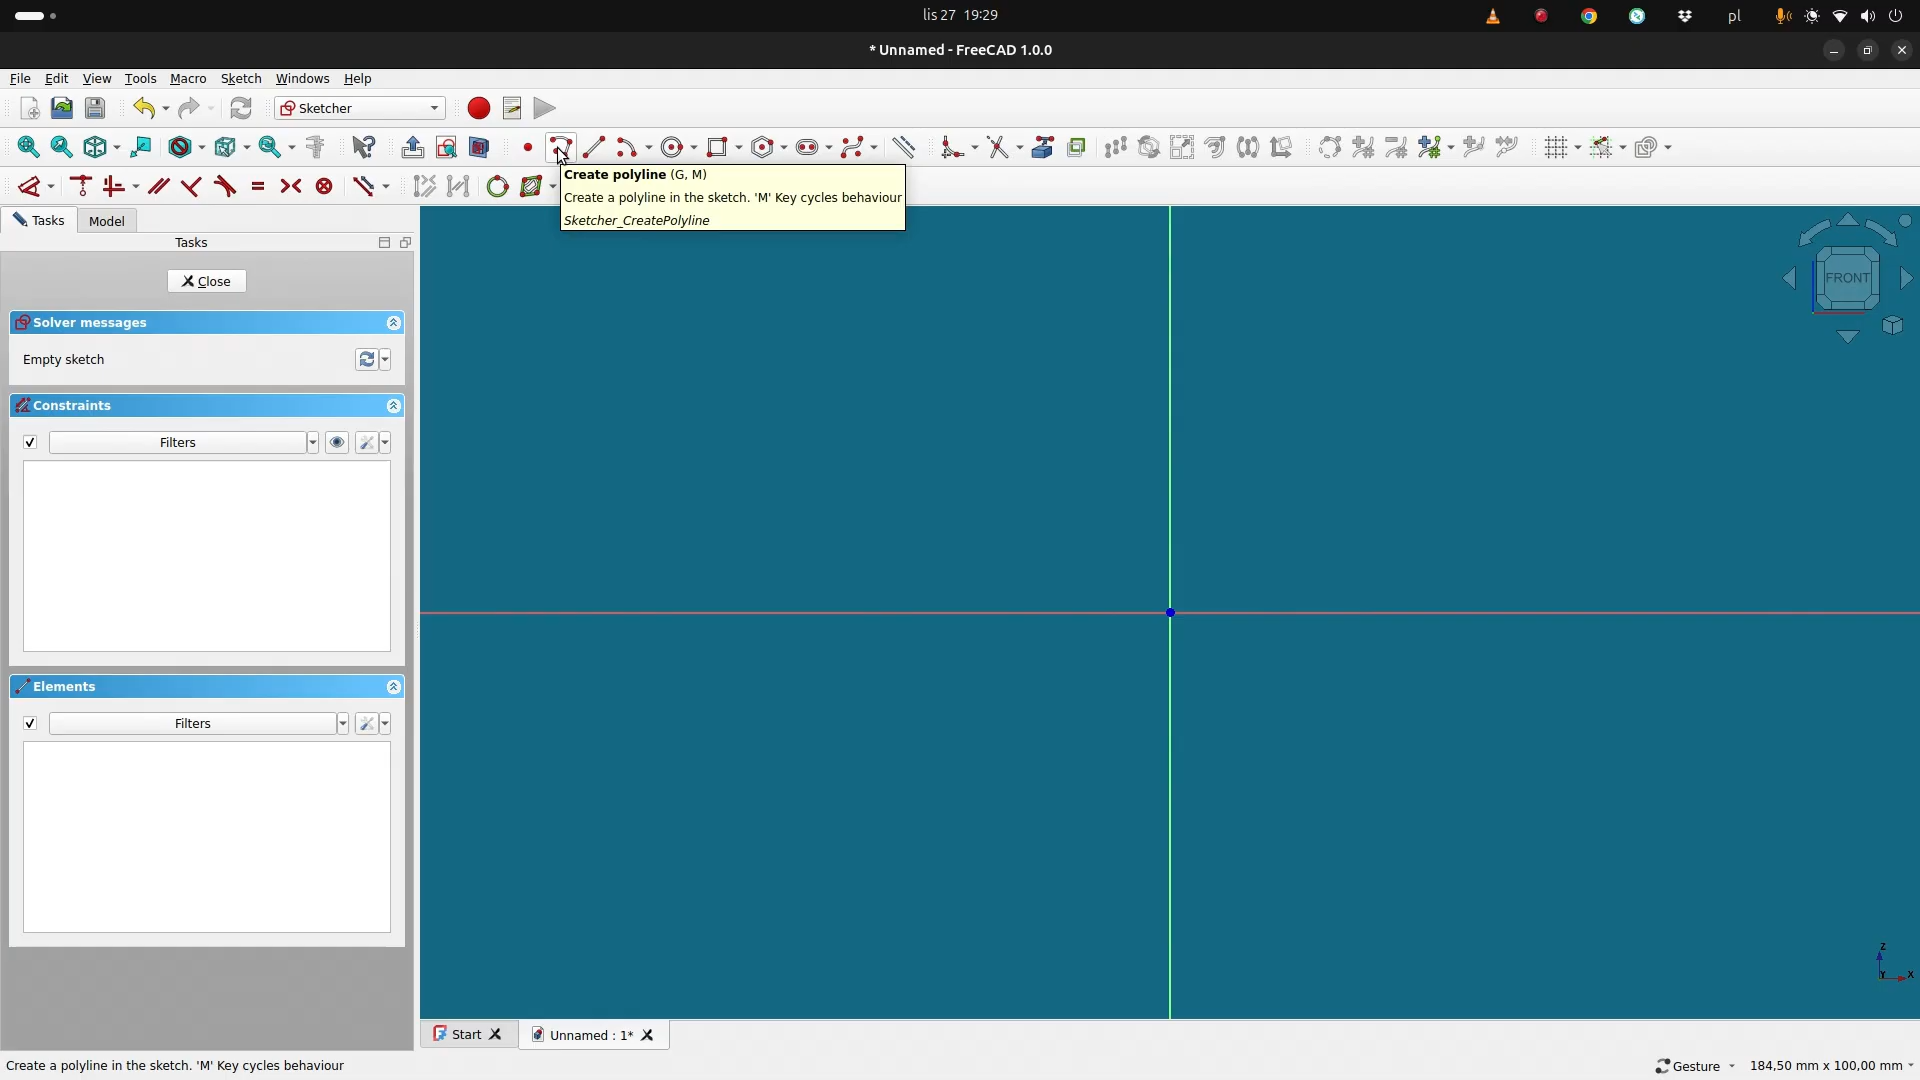 lis 27 19:29
pl
* Unnamed - FreeCAD 1.0.0
File Edit View Tools Macro Sketch Windows Help
Sketcher
Create polyline (G, M)
Create a polyline in the sketch. 'M' Key cycles behaviour
Sketcher_CreatePolyline
Tasks Model
Tasks
Close
Solver messages
Empty sketch
Constraints
Filters
Elements
Filters
FRONT
Z
Y X
Start
Unnamed : 1*
Create a polyline in the sketch. 'M' Key cycles behaviour
Gesture 184,50 mm x 100,00 mm